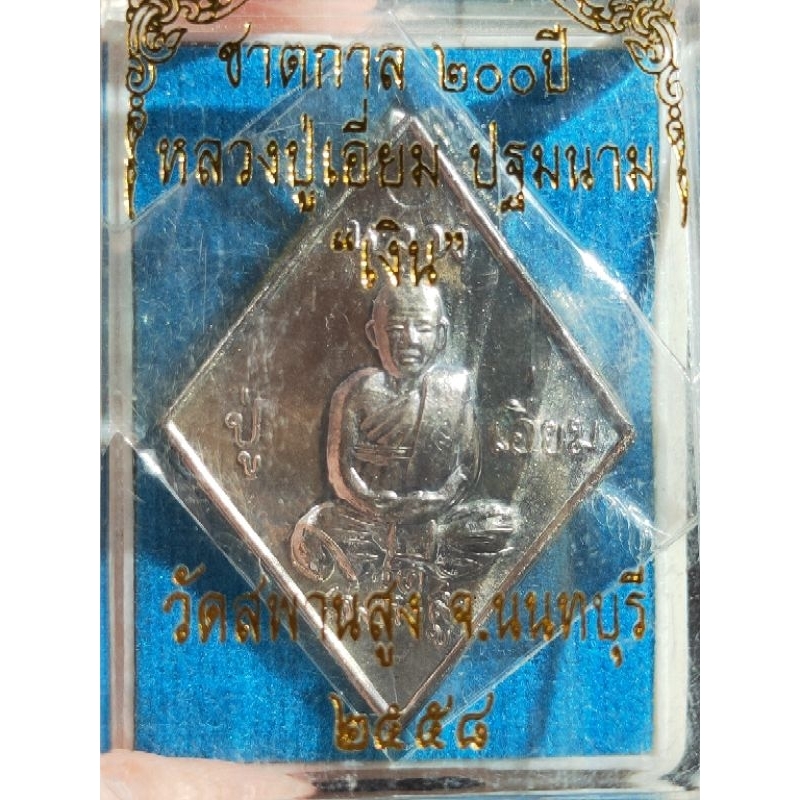 ชาตกาล ๒๐๐ปี
หลวงปู่เอี่ยม ปฐมนาม
“เงิน”
ปู่ เอี่ยม
วัดสพานสูง จ.นนทบุรี
๒๕๕๘